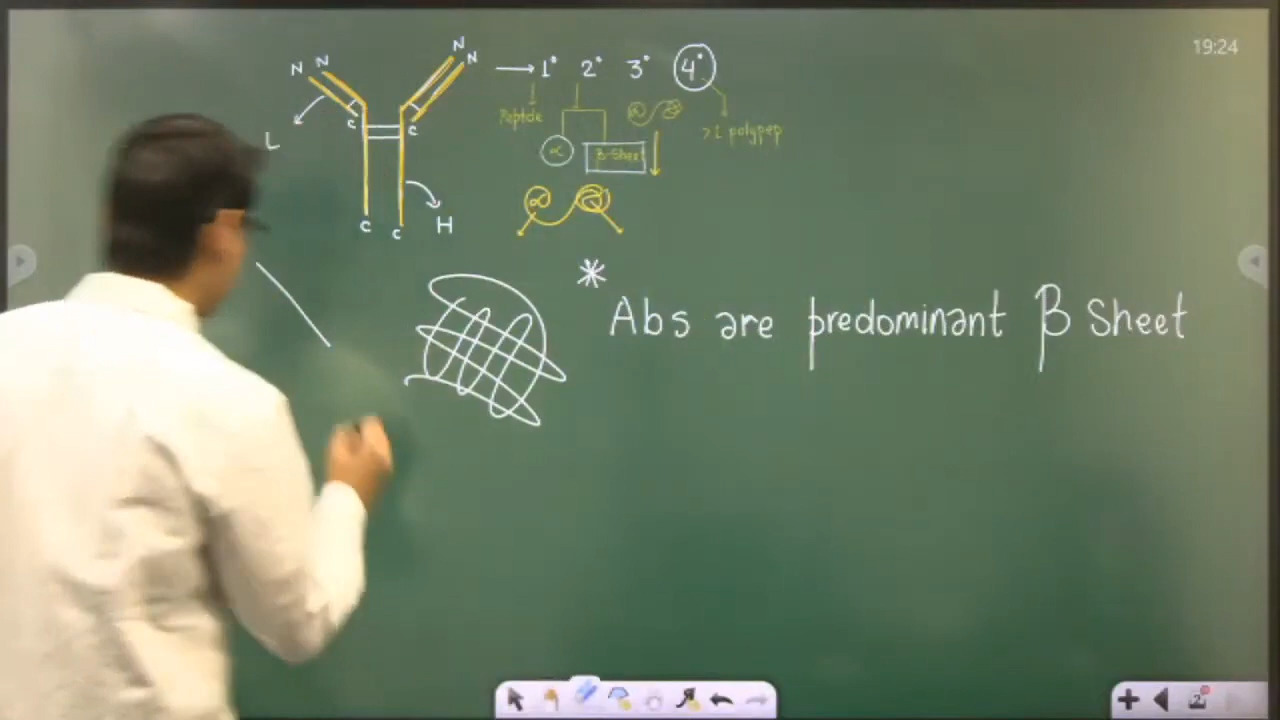 19:24
N N N N → 1° 2° 3° 4°
Peptide >1 polypep
L C C α β-Sheet
α
C C H
* Abs are predominant β Sheet